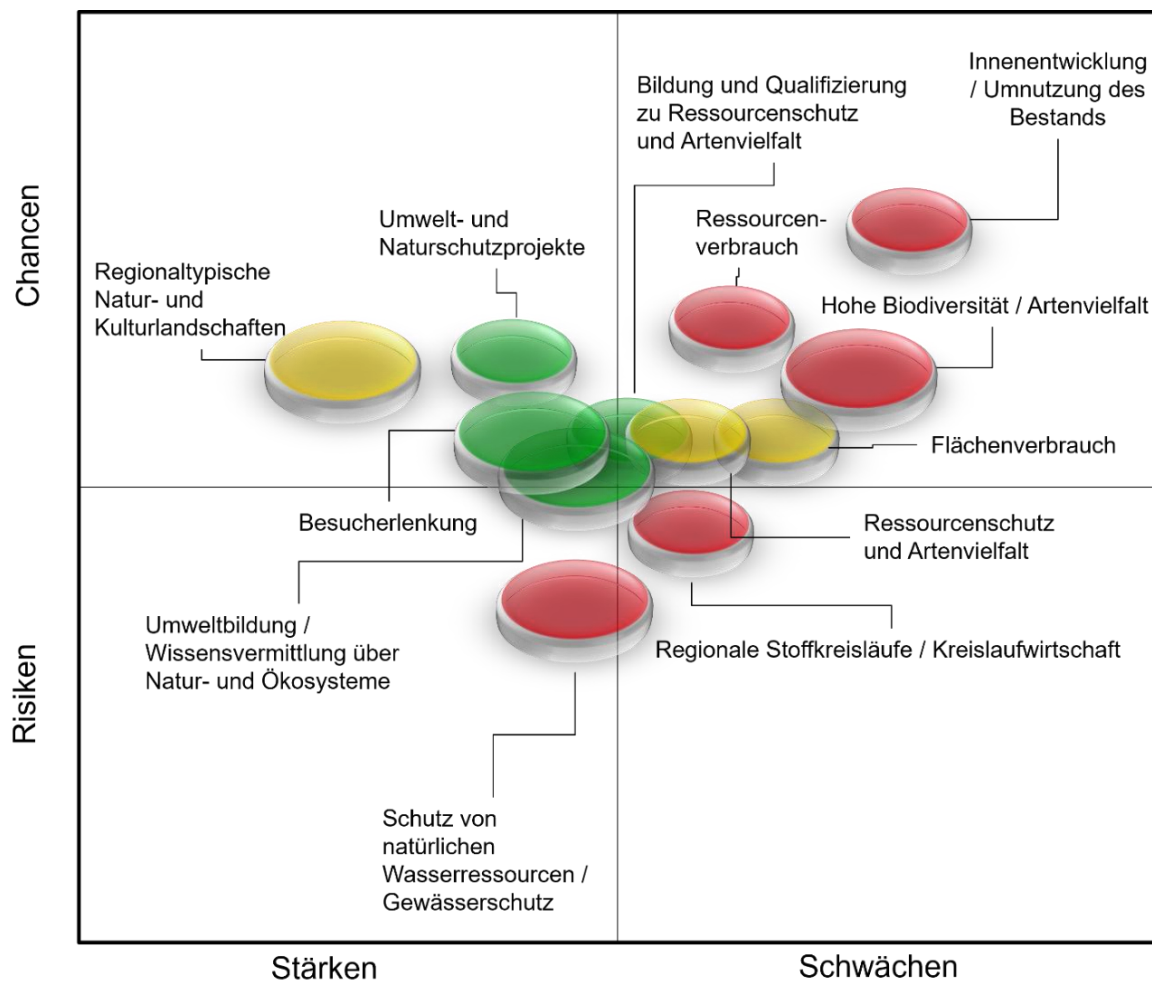 Chancen
Risiken
Stärken
Schwächen
Regionaltypische
Natur- und
Kulturlandschaften
Umwelt- und
Naturschutzprojekte
Bildung und Qualifizierung
zu Ressourcenschutz
und Artenvielfalt
Innenentwicklung
/ Umnutzung des
Bestands
Ressourcen-
verbrauch
Hohe Biodiversität / Artenvielfalt
Flächenverbrauch
Besucherlenkung
Ressourcenschutz
und Artenvielfalt
Umweltbildung /
Wissensvermittlung über
Natur- und Ökosysteme
Regionale Stoffkreisläufe / Kreislaufwirtschaft
Schutz von
natürlichen
Wasserressourcen /
Gewässerschutz